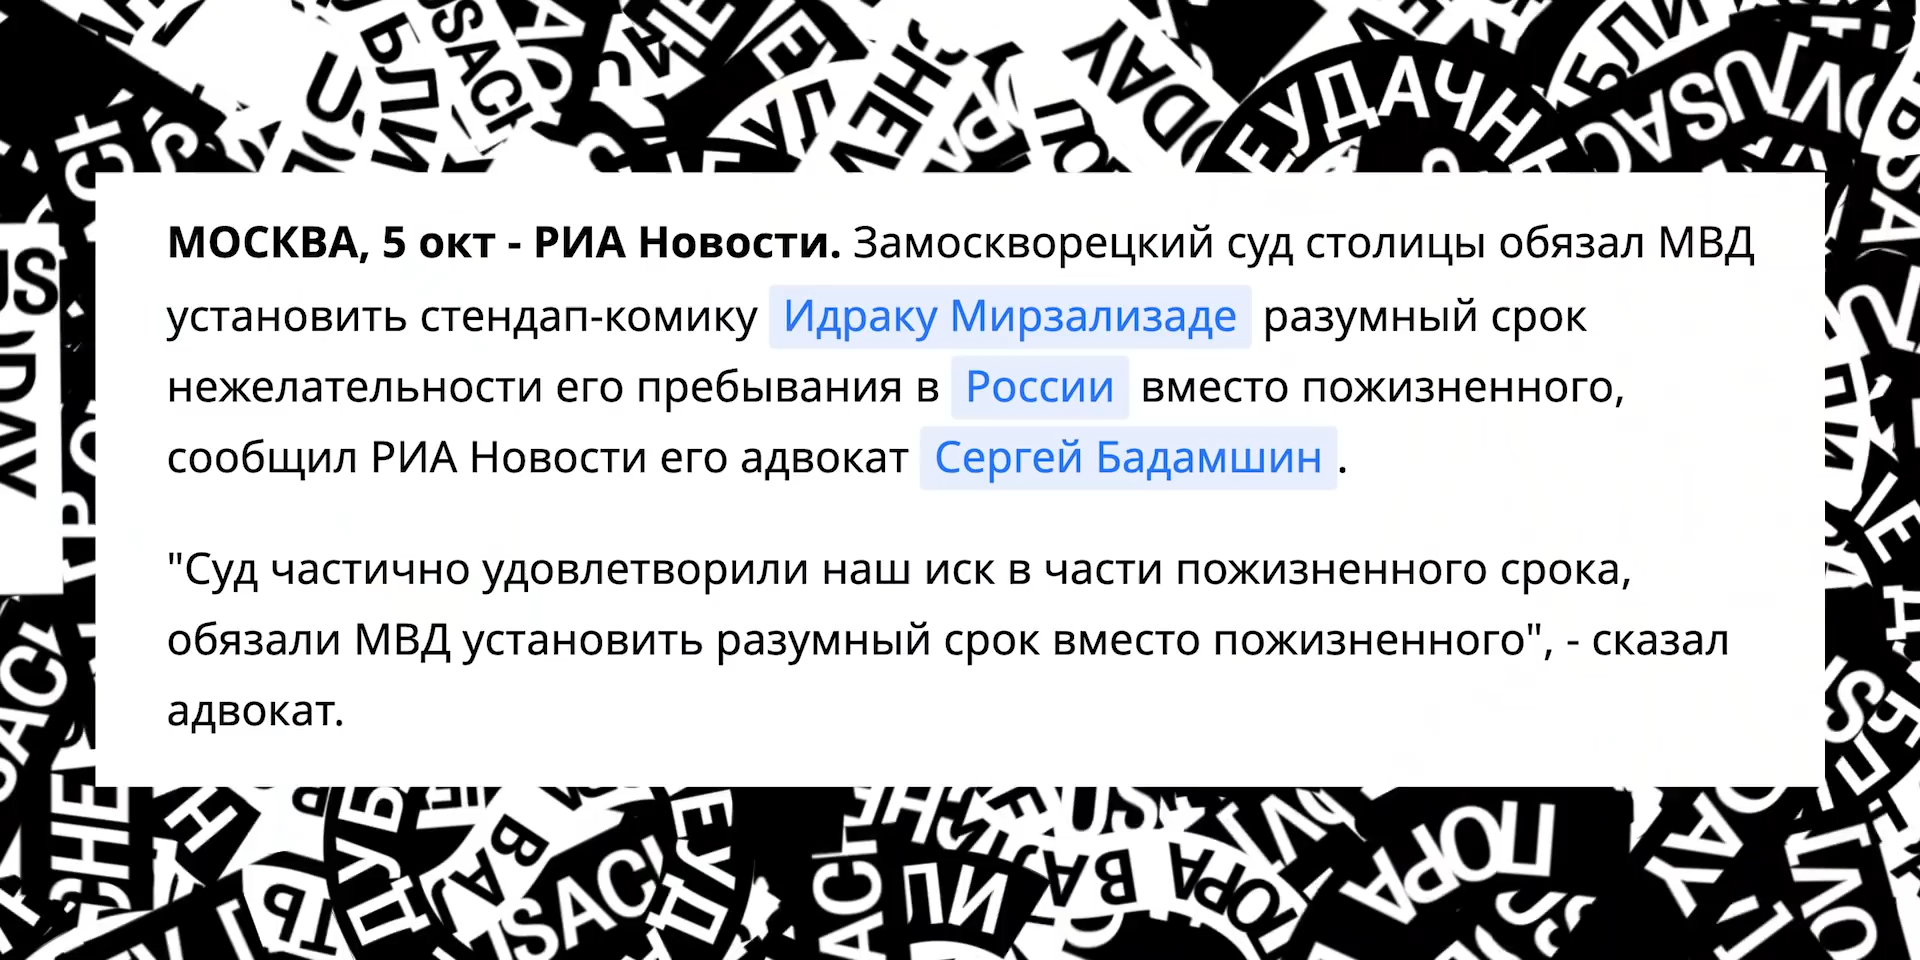 МОСКВА, 5 окт - РИА Новости. Замоскворецкий суд столицы обязал МВД
установить стендап-комику Идраку Мирзализаде разумный срок
нежелательности его пребывания в России вместо пожизненного,
сообщил РИА Новости его адвокат Сергей Бадамшин.
"Суд частично удовлетворили наш иск в части пожизненного срока,
обязали МВД установить разумный срок вместо пожизненного", - сказал
адвокат.
ПОРА